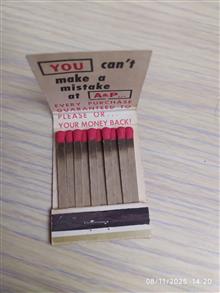 YOU can't
make a
mistake
at A&P...
EVERY PURCHASE
GUARANTEED TO
PLEASE OR...
YOUR MONEY BACK!
08/11/2025 14:20